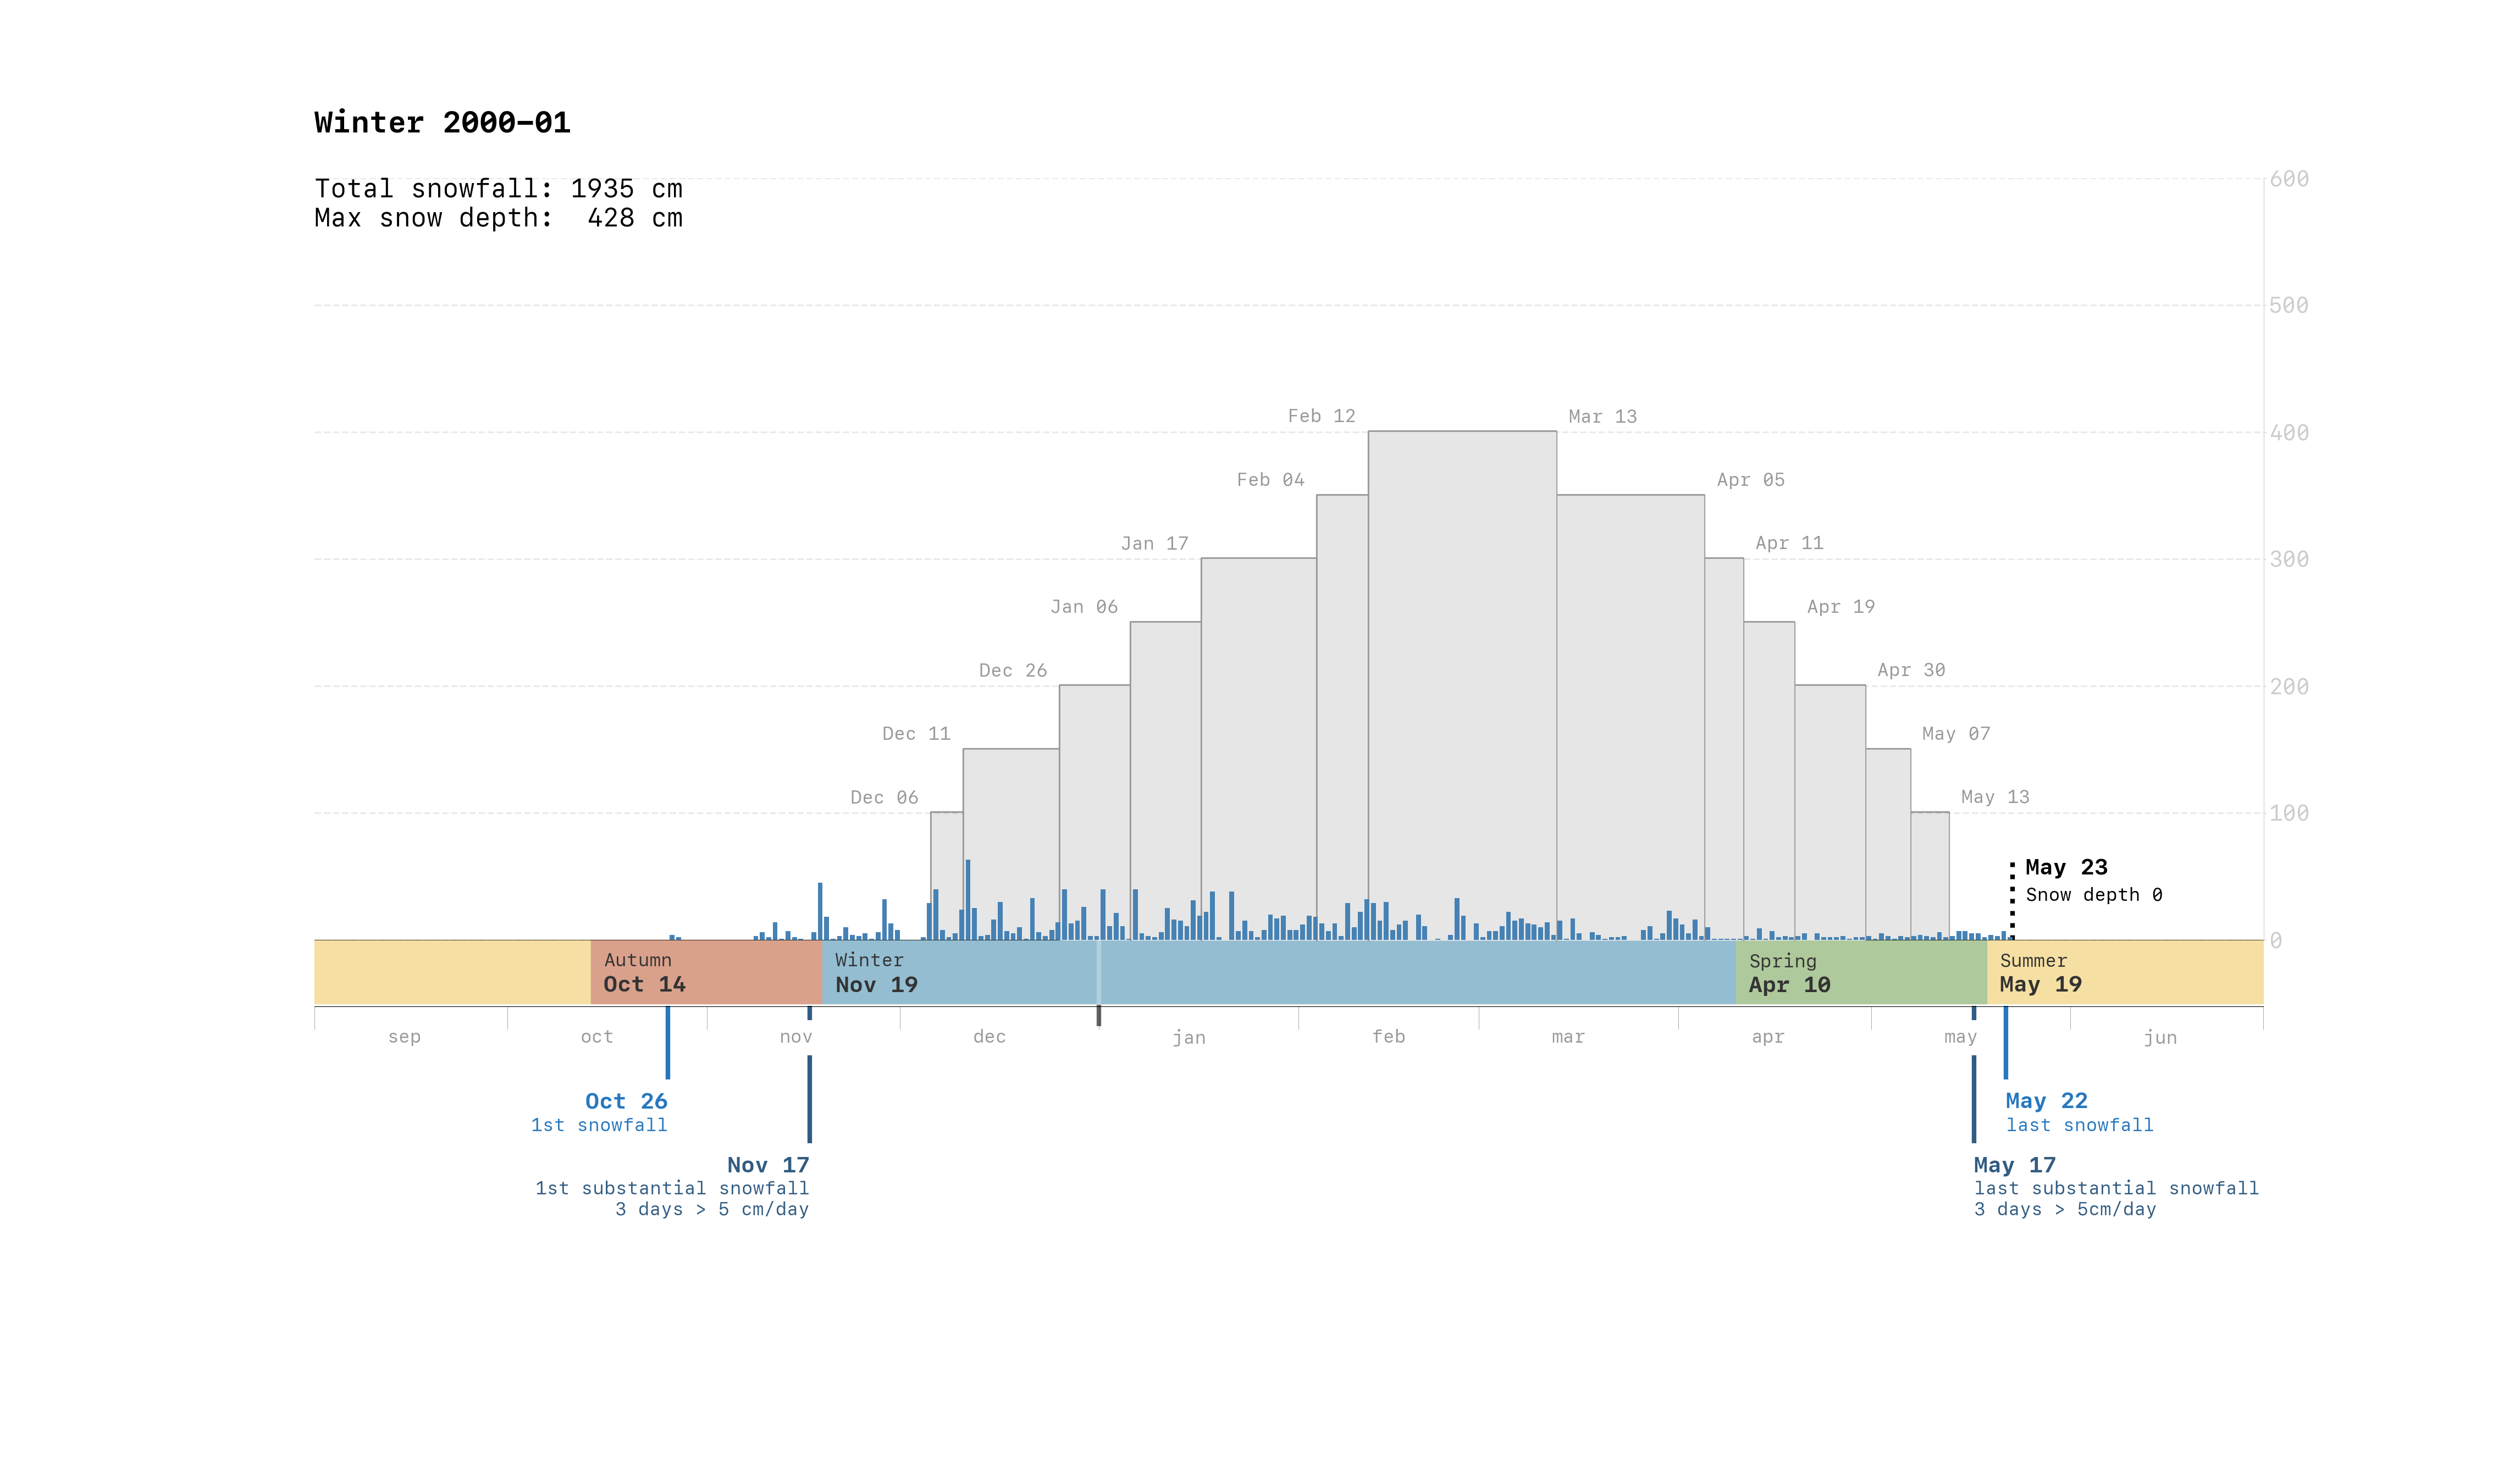 Winter 2000–01
Total snowfall: 1935 cm
Max snow depth:  428 cm
600
500
400
300
200
100
0
Feb 12
Mar 13
Feb 04
Apr 05
Jan 17
Apr 11
Jan 06
Apr 19
Dec 26
Apr 30
Dec 11
May 07
Dec 06
May 13
May 23
Snow depth 0
Autumn
Oct 14
Winter
Nov 19
Spring
Apr 10
Summer
May 19
sep oct nov dec jan feb mar apr may jun
Oct 26
1st snowfall
May 22
last snowfall
Nov 17
1st substantial snowfall
3 days > 5 cm/day
May 17
last substantial snowfall
3 days > 5cm/day